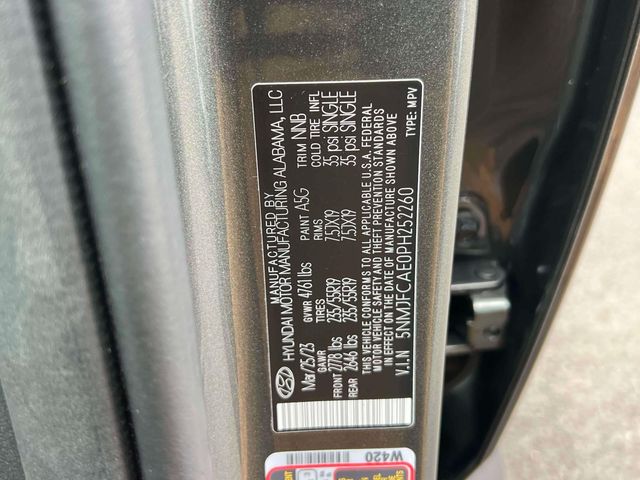 MANUFACTURED BY
HYUNDAI MOTOR MANUFACTURING ALABAMA, LLC
Mar/25/23 GVWR 4761 lbs PAINT A5G TRIM NNB
GAWR TIRES RIMS COLD TIRE INFL
FRONT 2778 lbs 235/55R19 7.5JX19 35 psi SINGLE
REAR 2646 lbs 235/55R19 7.5JX19 35 psi SINGLE
THIS VEHICLE CONFORMS TO ALL APPLICABLE U.S.A. FEDERAL
MOTOR VEHICLE SAFETY AND THEFT PREVENTION STANDARDS
IN EFFECT ON THE DATE OF MANUFACTURE SHOWN ABOVE
V.I.N 5NMJFCAE0PH252260 TYPE: MPV
W420